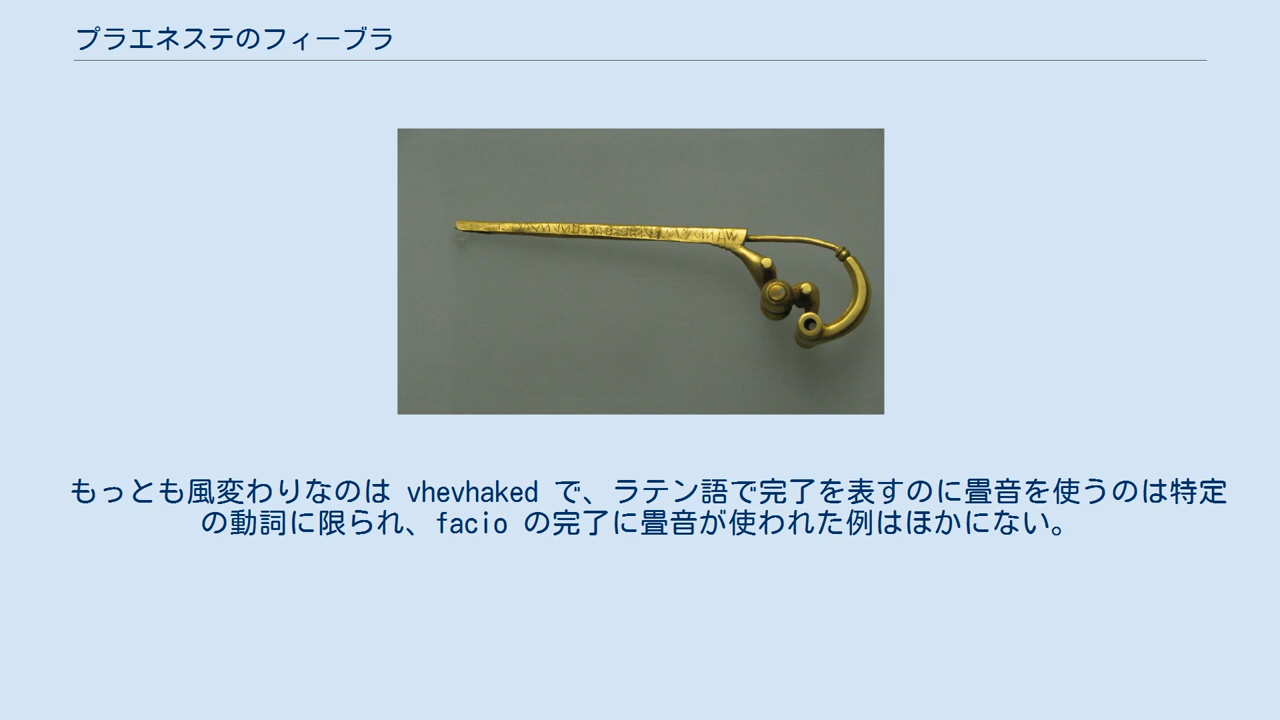 プラエネステのフィーブラ
もっとも風変わりなのは vhevhaked で、ラテン語で完了を表すのに畳音を使うのは特定
の動詞に限られ、facio の完了に畳音が使われた例はほかにない。